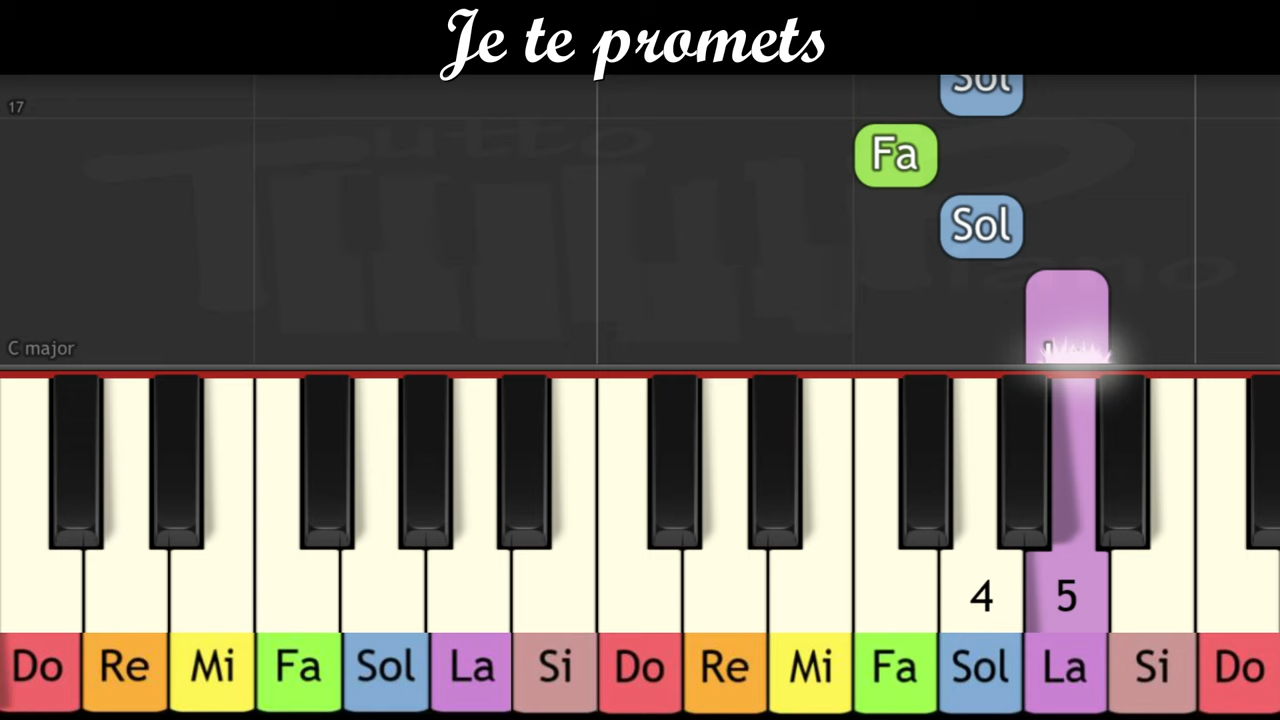 Je te promets
Sol
17
Fa
Sol
C major
4 5
Do Re Mi Fa Sol La Si Do Re Mi Fa Sol La Si Do